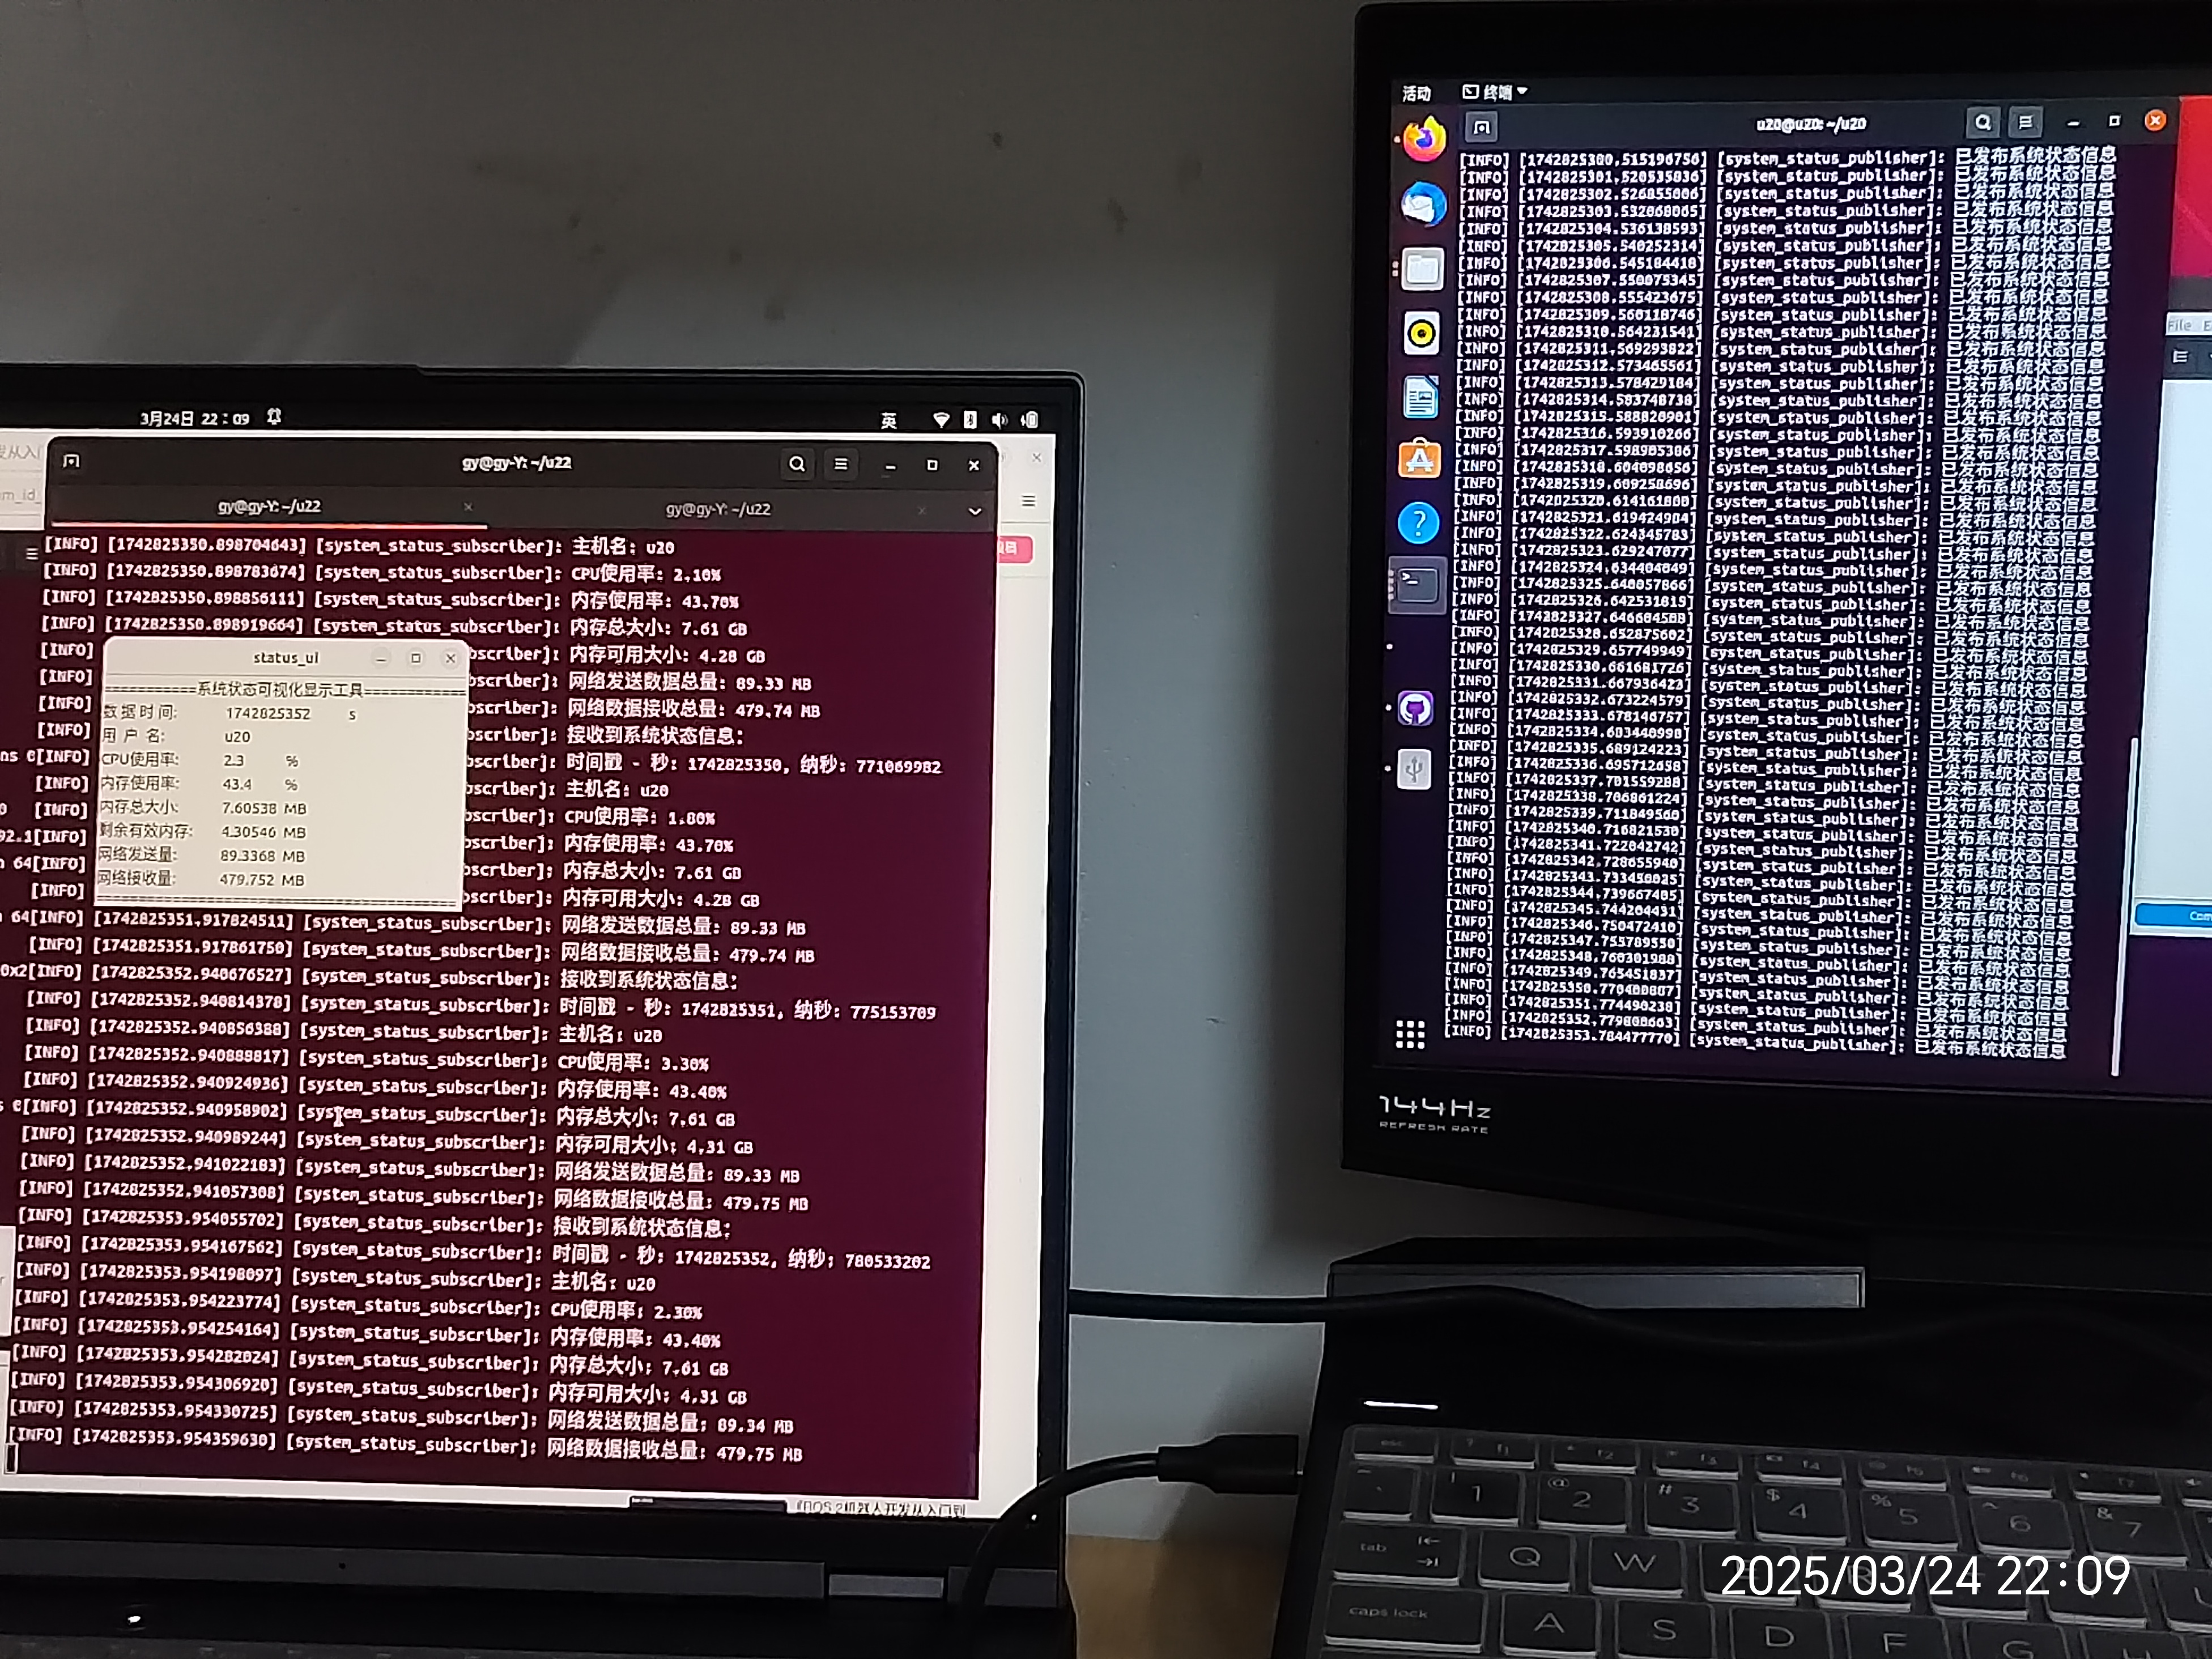 3月24日 22:09
英
gy@gy-Y: ~/u22
gy@gy-Y: ~/u22
gy@gy-Y: ~/u22
[INFO] [1742825350.898704643] [system_status_subscriber]: 主机名: u20
[INFO] [1742825350.898783674] [system_status_subscriber]: CPU使用率: 2.10%
[INFO] [1742825350.898856111] [system_status_subscriber]: 内存使用率: 43.70%
[INFO] [1742825350.898919664] [system_status_subscriber]: 内存总大小: 7.61 GB
[INFO] bscriber]: 内存可用大小: 4.28 GB
[INFO] bscriber]: 网络发送数据总量: 89.33 MB
[INFO] bscriber]: 网络数据接收总量: 479.74 MB
[INFO] bscriber]: 接收到系统状态信息:
[INFO] bscriber]: 时间戳 - 秒: 1742825350, 纳秒: 771069982
[INFO] bscriber]: 主机名: u20
[INFO] bscriber]: CPU使用率: 1.80%
[INFO] bscriber]: 内存使用率: 43.70%
[INFO] bscriber]: 内存总大小: 7.61 GB
[INFO] bscriber]: 内存可用大小: 4.28 GB
[INFO] [1742825351.917824511] [system_status_subscriber]: 网络发送数据总量: 89.33 MB
[INFO] [1742825351.917861750] [system_status_subscriber]: 网络数据接收总量: 479.74 MB
[INFO] [1742825352.940676527] [system_status_subscriber]: 接收到系统状态信息:
[INFO] [1742825352.940814378] [system_status_subscriber]: 时间戳 - 秒: 1742825351, 纳秒: 775153709
[INFO] [1742825352.940856388] [system_status_subscriber]: 主机名: u20
[INFO] [1742825352.940888817] [system_status_subscriber]: CPU使用率: 3.30%
[INFO] [1742825352.940924936] [system_status_subscriber]: 内存使用率: 43.40%
[INFO] [1742825352.940958902] [system_status_subscriber]: 内存总大小: 7.61 GB
[INFO] [1742825352.940989244] [system_status_subscriber]: 内存可用大小: 4.31 GB
[INFO] [1742825352.941022183] [system_status_subscriber]: 网络发送数据总量: 89.33 MB
[INFO] [1742825352.941057308] [system_status_subscriber]: 网络数据接收总量: 479.75 MB
[INFO] [1742825353.954055702] [system_status_subscriber]: 接收到系统状态信息:
[INFO] [1742825353.954167562] [system_status_subscriber]: 时间戳 - 秒: 1742825352, 纳秒: 780533202
[INFO] [1742825353.954198097] [system_status_subscriber]: 主机名: u20
[INFO] [1742825353.954223774] [system_status_subscriber]: CPU使用率: 2.30%
[INFO] [1742825353.954254164] [system_status_subscriber]: 内存使用率: 43.40%
[INFO] [1742825353.954282024] [system_status_subscriber]: 内存总大小: 7.61 GB
[INFO] [1742825353.954306920] [system_status_subscriber]: 内存可用大小: 4.31 GB
[INFO] [1742825353.954330725] [system_status_subscriber]: 网络发送数据总量: 89.34 MB
[INFO] [1742825353.954359630] [system_status_subscriber]: 网络数据接收总量: 479.75 MB
status_ui
===========系统状态可视化显示工具============
数 据 时 间: 1742825352 s
用 户 名: u20
CPU使用率: 2.3 %
内存使用率: 43.4 %
内存总大小: 7.60538 MB
剩余有效内存: 4.30546 MB
网络发送量: 89.3368 MB
网络接收量: 479.752 MB
活动 终端
u20@u20: ~/u20
[INFO] [1742825300.515196756] [system_status_publisher]: 已发布系统状态信息
[INFO] [1742825301.520535836] [system_status_publisher]: 已发布系统状态信息
[INFO] [1742825302.526855006] [system_status_publisher]: 已发布系统状态信息
[INFO] [1742825303.532068065] [system_status_publisher]: 已发布系统状态信息
[INFO] [1742825304.536138593] [system_status_publisher]: 已发布系统状态信息
[INFO] [1742825305.540252314] [system_status_publisher]: 已发布系统状态信息
[INFO] [1742825306.545184418] [system_status_publisher]: 已发布系统状态信息
[INFO] [1742825307.550075345] [system_status_publisher]: 已发布系统状态信息
[INFO] [1742825308.555423675] [system_status_publisher]: 已发布系统状态信息
[INFO] [1742825309.560118746] [system_status_publisher]: 已发布系统状态信息
[INFO] [1742825310.564231541] [system_status_publisher]: 已发布系统状态信息
[INFO] [1742825311.569293822] [system_status_publisher]: 已发布系统状态信息
[INFO] [1742825312.573465561] [system_status_publisher]: 已发布系统状态信息
[INFO] [1742825313.578429184] [system_status_publisher]: 已发布系统状态信息
[INFO] [1742825314.583748738] [system_status_publisher]: 已发布系统状态信息
[INFO] [1742825315.588820901] [system_status_publisher]: 已发布系统状态信息
[INFO] [1742825316.593910266] [system_status_publisher]: 已发布系统状态信息
[INFO] [1742825317.598905306] [system_status_publisher]: 已发布系统状态信息
[INFO] [1742825318.604098656] [system_status_publisher]: 已发布系统状态信息
[INFO] [1742825319.609258696] [system_status_publisher]: 已发布系统状态信息
[INFO] [1742825320.614161800] [system_status_publisher]: 已发布系统状态信息
[INFO] [1742825321.619424984] [system_status_publisher]: 已发布系统状态信息
[INFO] [1742825322.624345783] [system_status_publisher]: 已发布系统状态信息
[INFO] [1742825323.629247077] [system_status_publisher]: 已发布系统状态信息
[INFO] [1742825324.634404049] [system_status_publisher]: 已发布系统状态信息
[INFO] [1742825325.640057866] [system_status_publisher]: 已发布系统状态信息
[INFO] [1742825326.642531819] [system_status_publisher]: 已发布系统状态信息
[INFO] [1742825327.646604588] [system_status_publisher]: 已发布系统状态信息
[INFO] [1742825328.652875602] [system_status_publisher]: 已发布系统状态信息
[INFO] [1742825329.657749949] [system_status_publisher]: 已发布系统状态信息
[INFO] [1742825330.661681726] [system_status_publisher]: 已发布系统状态信息
[INFO] [1742825331.667936423] [system_status_publisher]: 已发布系统状态信息
[INFO] [1742825332.673224579] [system_status_publisher]: 已发布系统状态信息
[INFO] [1742825333.678146757] [system_status_publisher]: 已发布系统状态信息
[INFO] [1742825334.683440998] [system_status_publisher]: 已发布系统状态信息
[INFO] [1742825335.689124223] [system_status_publisher]: 已发布系统状态信息
[INFO] [1742825336.695712658] [system_status_publisher]: 已发布系统状态信息
[INFO] [1742825337.701559288] [system_status_publisher]: 已发布系统状态信息
[INFO] [1742825338.706861224] [system_status_publisher]: 已发布系统状态信息
[INFO] [1742825339.711849560] [system_status_publisher]: 已发布系统状态信息
[INFO] [1742825340.716821530] [system_status_publisher]: 已发布系统状态信息
[INFO] [1742825341.722042742] [system_status_publisher]: 已发布系统状态信息
[INFO] [1742825342.728655940] [system_status_publisher]: 已发布系统状态信息
[INFO] [1742825343.733450025] [system_status_publisher]: 已发布系统状态信息
[INFO] [1742825344.739667485] [system_status_publisher]: 已发布系统状态信息
[INFO] [1742825345.744204431] [system_status_publisher]: 已发布系统状态信息
[INFO] [1742825346.750472410] [system_status_publisher]: 已发布系统状态信息
[INFO] [1742825347.755789550] [system_status_publisher]: 已发布系统状态信息
[INFO] [1742825348.760301988] [system_status_publisher]: 已发布系统状态信息
[INFO] [1742825349.765451837] [system_status_publisher]: 已发布系统状态信息
[INFO] [1742825350.770400807] [system_status_publisher]: 已发布系统状态信息
[INFO] [1742825351.774490238] [system_status_publisher]: 已发布系统状态信息
[INFO] [1742825352.779808663] [system_status_publisher]: 已发布系统状态信息
[INFO] [1742825353.784477770] [system_status_publisher]: 已发布系统状态信息
File
144Hz
REFRESH RATE
esc f1 f2 f3 f4
! 1 @ 2 # 3 $ 4 % 5 ^ 6 & 7
tab Q W
caps lock A S D F G
2025/03/24 22:09